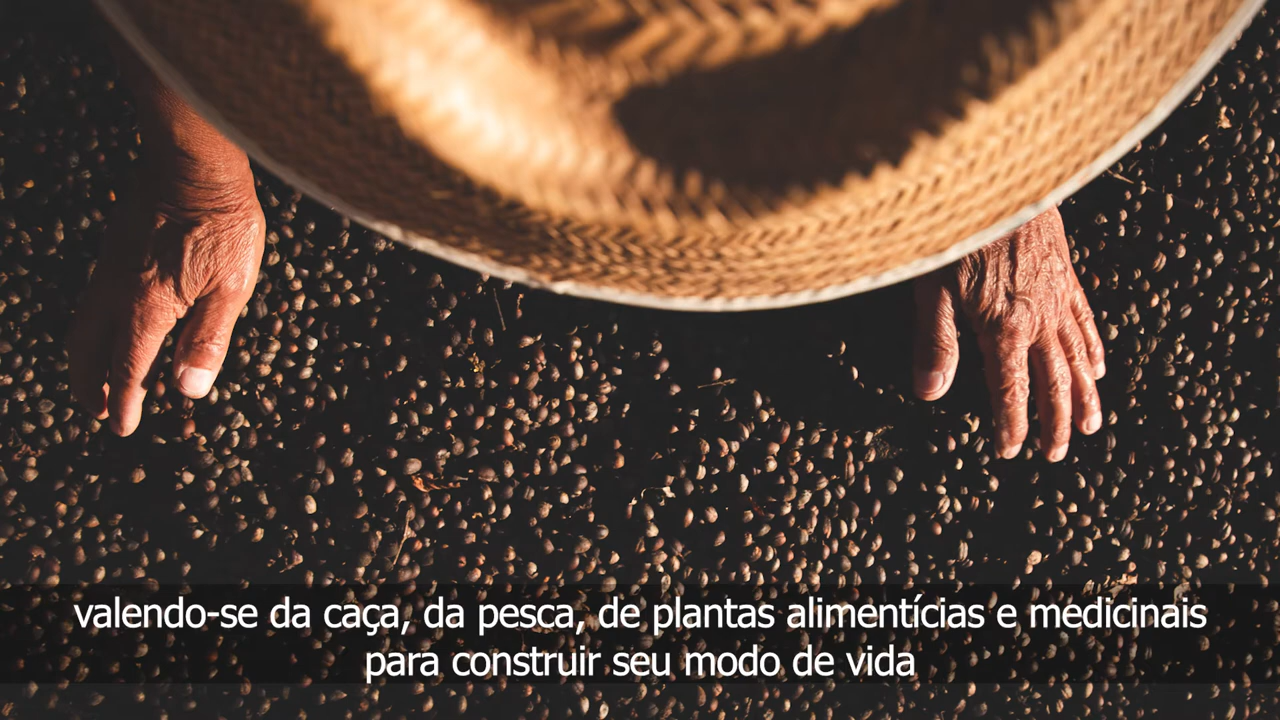 valendo-se da caça, da pesca, de plantas alimentícias e medicinais
para construir seu modo de vida